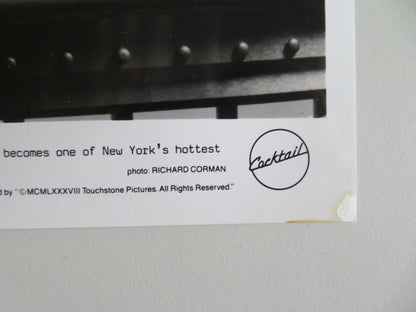 becomes one of New York's hottest
photo: RICHARD CORMAN
Cocktail
by "©MCMLXXXVIII Touchstone Pictures. All Rights Reserved."